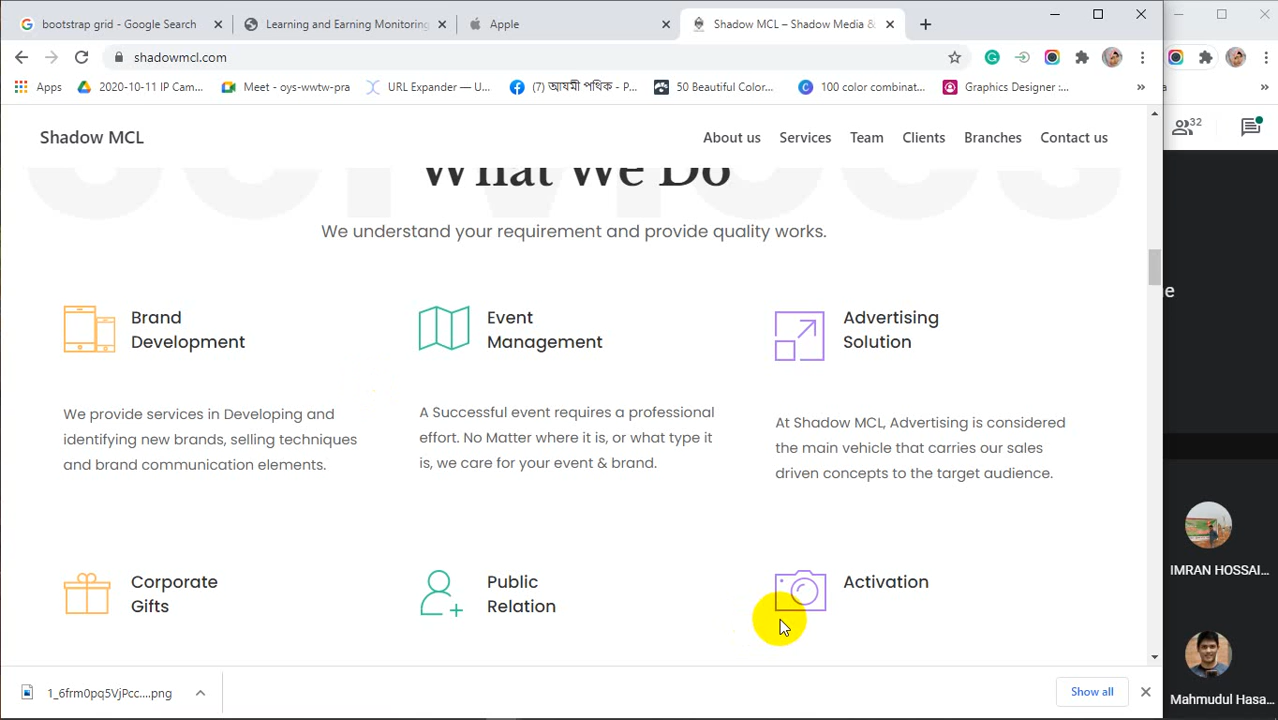 bootstrap grid - Google Search
Learning and Earning Monitoring
Apple
Shadow MCL – Shadow Media &
shadowmcl.com
Apps
2020-10-11 IP Cam...
Meet - oys-wwtw-pra
URL Expander — U...
(7) আযমী পথিক - P...
50 Beautiful Color...
100 color combinat...
Graphics Designer :...
»
a
»
32
Shadow MCL
About us
Services
Team
Clients
Branches
Contact us
services
What We Do
We understand your requirement and provide quality works.
e
Brand
Development
Event
Management
Advertising
Solution
We provide services in Developing and
identifying new brands, selling techniques
and brand communication elements.
A Successful event requires a professional
effort. No Matter where it is, or what type it
is, we care for your event & brand.
At Shadow MCL, Advertising is considered
the main vehicle that carries our sales
driven concepts to the target audience.
Corporate
Gifts
Public
Relation
Activation
IMRAN HOSSAI...
Mahmudul Hasa...
1_6frm0pq5VjPcc....png
Show all